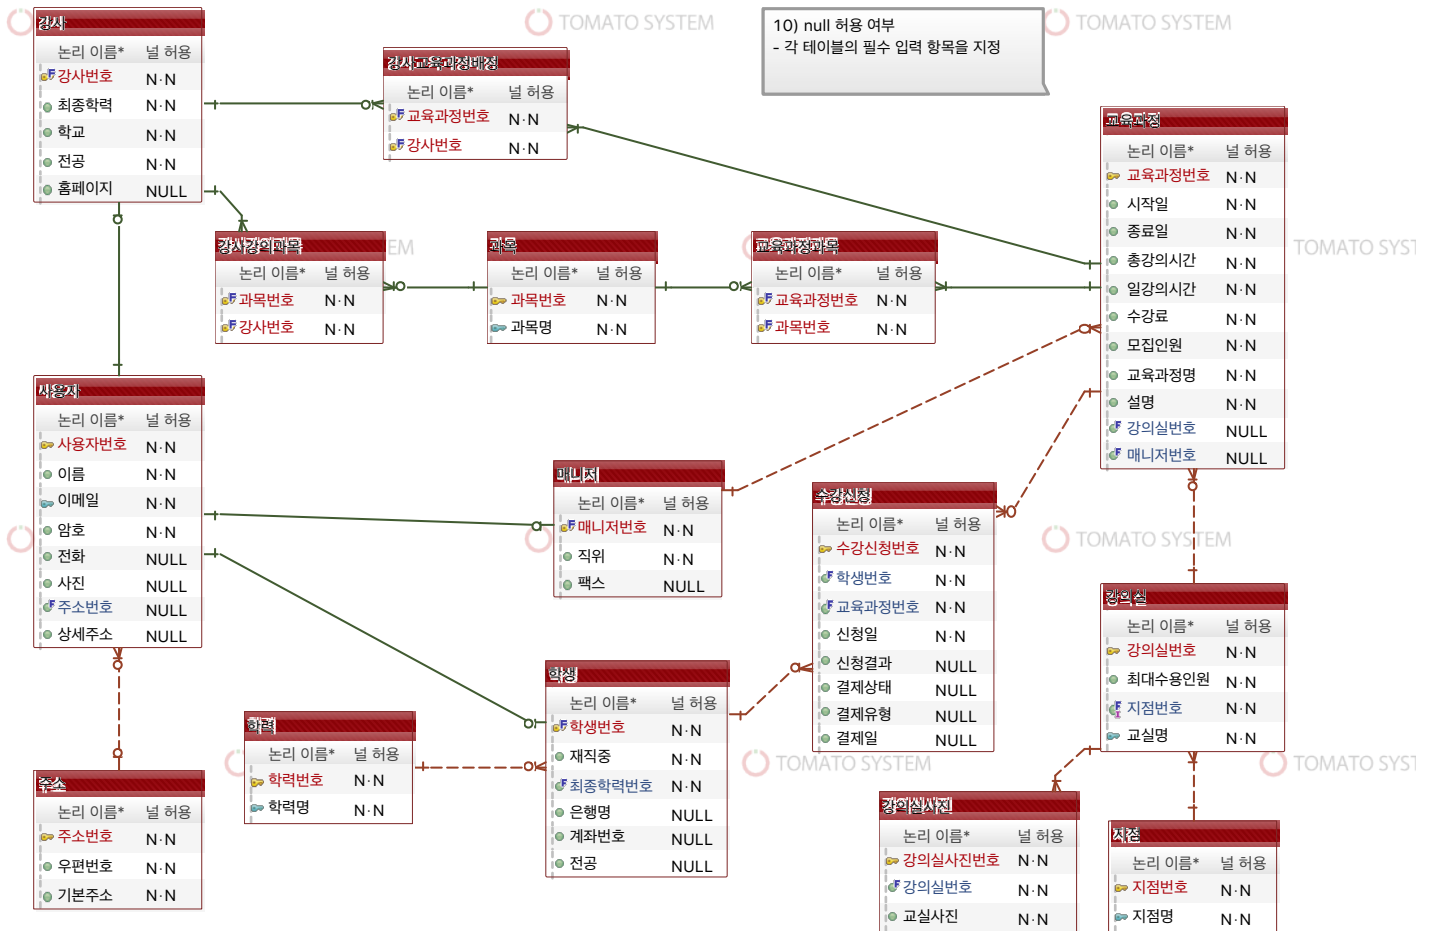 TOMATO SYSTEM
TOMATO SYSTEM
10) null 허용 여부
- 각 테이블의 필수 입력 항목을 지정
강사
논리 이름* 널 허용
강사번호 N·N
최종학력 N·N
학교 N·N
전공 N·N
홈페이지 NULL
강사교육과정배정
논리 이름* 널 허용
교육과정번호 N·N
강사번호 N·N
교육과정
논리 이름* 널 허용
교육과정번호 N·N
시작일 N·N
종료일 N·N
총강의시간 N·N
일강의시간 N·N
수강료 N·N
모집인원 N·N
교육과정명 N·N
설명 N·N
강의실번호 NULL
매니저번호 NULL
강사강의과목
논리 이름* 널 허용
과목번호 N·N
강사번호 N·N
EM
과목
논리 이름* 널 허용
과목번호 N·N
과목명 N·N
교육과정과목
논리 이름* 널 허용
교육과정번호 N·N
과목번호 N·N
TOMATO SYST
사용자
논리 이름* 널 허용
사용자번호 N·N
이름 N·N
이메일 N·N
암호 N·N
전화 NULL
사진 NULL
주소번호 NULL
상세주소 NULL
매니저
논리 이름* 널 허용
매니저번호 N·N
직위 N·N
팩스 NULL
수강신청
논리 이름* 널 허용
수강신청번호 N·N
학생번호 N·N
교육과정번호 N·N
신청일 N·N
신청결과 NULL
결제상태 NULL
결제유형 NULL
결제일 NULL
TOMATO SYSTEM
강의실
논리 이름* 널 허용
강의실번호 N·N
최대수용인원 N·N
지점번호 N·N
교실명 N·N
학생
논리 이름* 널 허용
학생번호 N·N
재직중 N·N
최종학력번호 N·N
은행명 NULL
계좌번호 NULL
전공 NULL
학력
논리 이름* 널 허용
학력번호 N·N
학력명 N·N
TOMATO SYSTEM
TOMATO SYST
주소
논리 이름* 널 허용
주소번호 N·N
우편번호 N·N
기본주소 N·N
강의실사진
논리 이름* 널 허용
강의실사진번호 N·N
강의실번호 N·N
교실사진 N·N
지점
논리 이름* 널 허용
지점번호 N·N
지점명 N·N